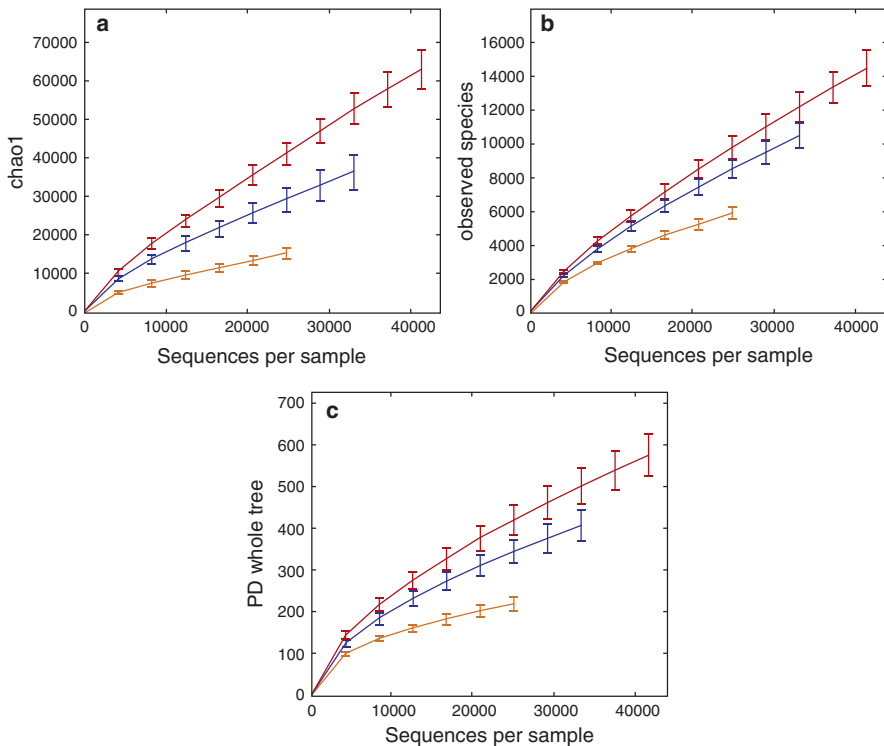 a
70000
60000
50000
40000
30000
20000
10000
0
chao1
0 10000 20000 30000 40000
Sequences per sample
b
16000
14000
12000
10000
8000
6000
4000
2000
0
observed species
0 10000 20000 30000 40000
Sequences per sample
c
700
600
500
400
300
200
100
0
PD whole tree
0 10000 20000 30000 40000
Sequences per sample